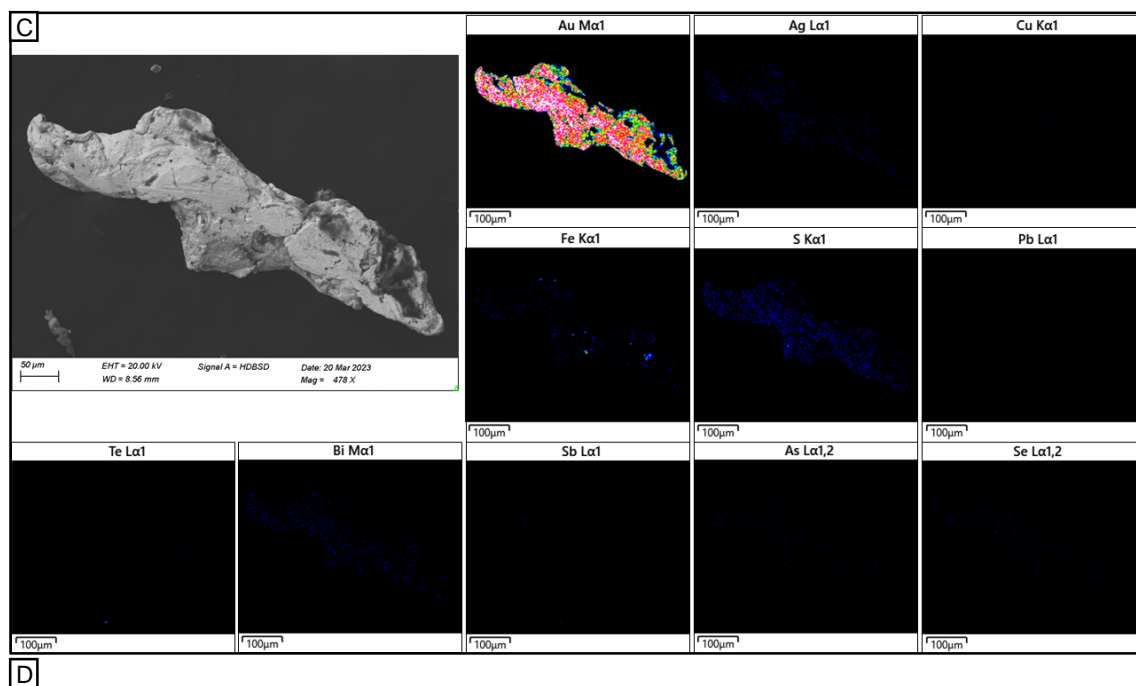 C
Au Mα1
Ag Lα1
Cu Kα1
100µm
100µm
100µm
50 µm
EHT = 20.00 kV
WD = 8.56 mm
Signal A = HDBSD
Date: 20 Mar 2023
Mag = 478 X
Fe Kα1
S Kα1
Pb Lα1
100µm
100µm
100µm
Te Lα1
Bi Mα1
Sb Lα1
As Lα1,2
Se Lα1,2
100µm
100µm
100µm
100µm
100µm
D